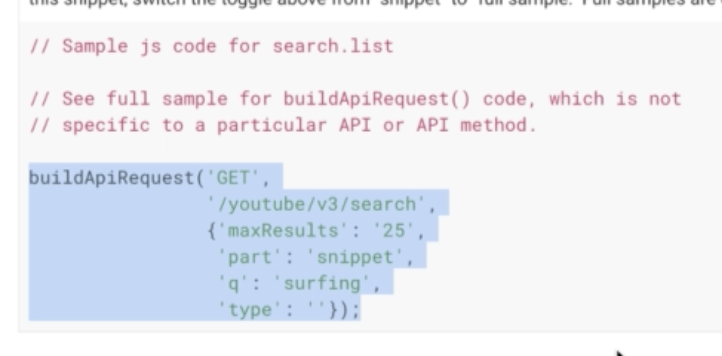 this snippet, switch the toggle above from "snippet" to "full sample." Full samples are
// Sample js code for search.list
// See full sample for buildApiRequest() code, which is not
// specific to a particular API or API method.
buildApiRequest('GET',
'/youtube/v3/search',
{'maxResults': '25',
'part': 'snippet',
'q': 'surfing',
'type': ''});